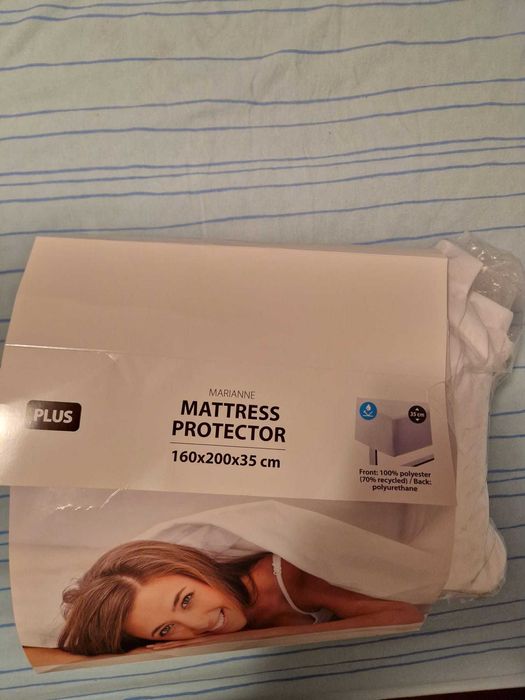 PLUS
MARIANNE
MATTRESS
PROTECTOR
160x200x35 cm
35 cm
Front: 100% polyester
(70% recycled) / Back:
polyurethane